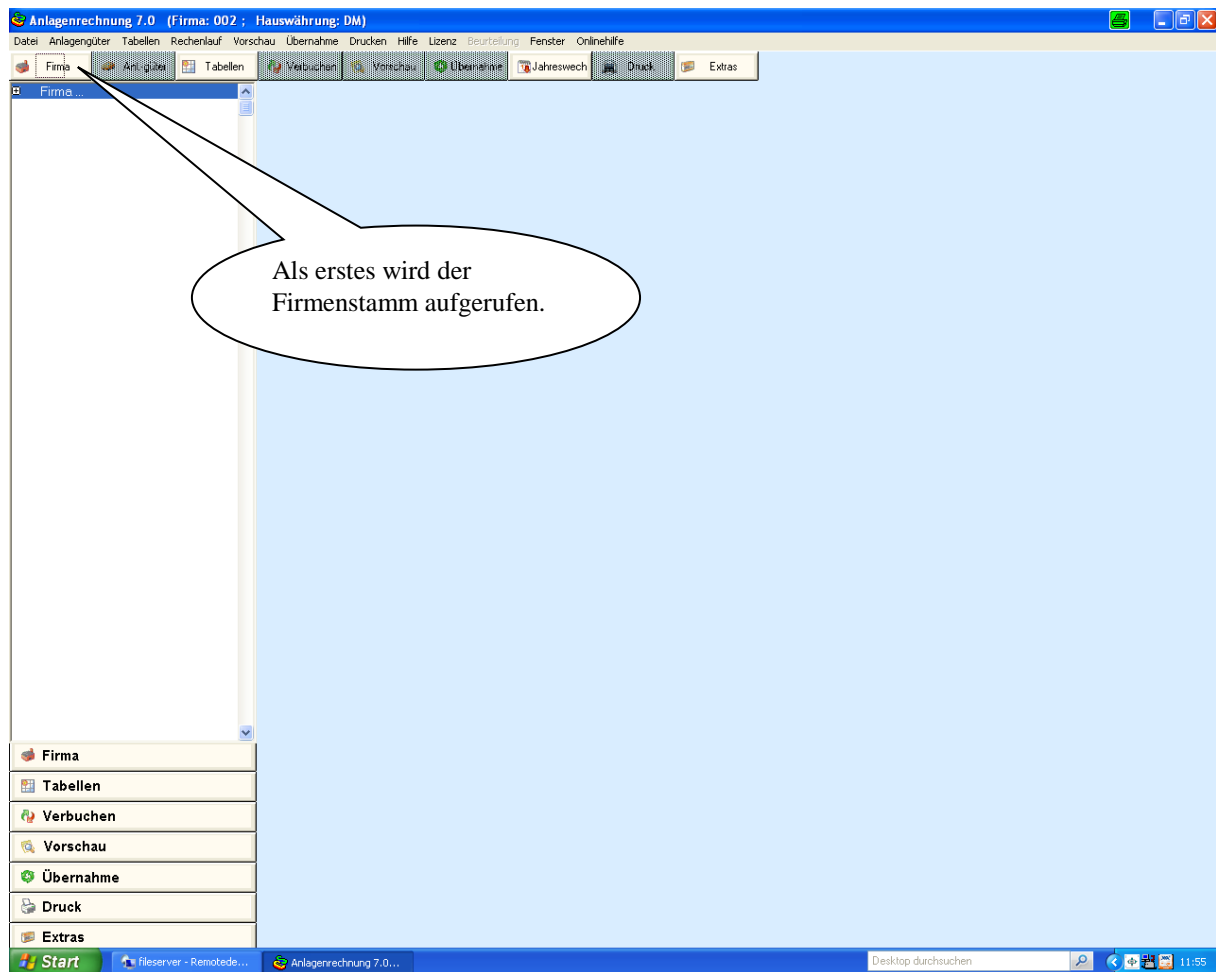 Anlagenrechnung 7.0 (Firma: 002 ; Hauswährung: DM)
Datei Anlagengüter Tabellen Rechenlauf Vorschau Übernahme Drucken Hilfe Lizenz Beurteilung Fenster Onlinehilfe
Firma Anl.-güter Tabellen Verbuchen Vorschau Übernahme Jahreswech Druck Extras
Firma ...
Als erstes wird der
Firmenstamm aufgerufen.
Firma
Tabellen
Verbuchen
Vorschau
Übernahme
Druck
Extras
Start fileserver - Remotede... Anlagenrechnung 7.0... Desktop durchsuchen 11:55